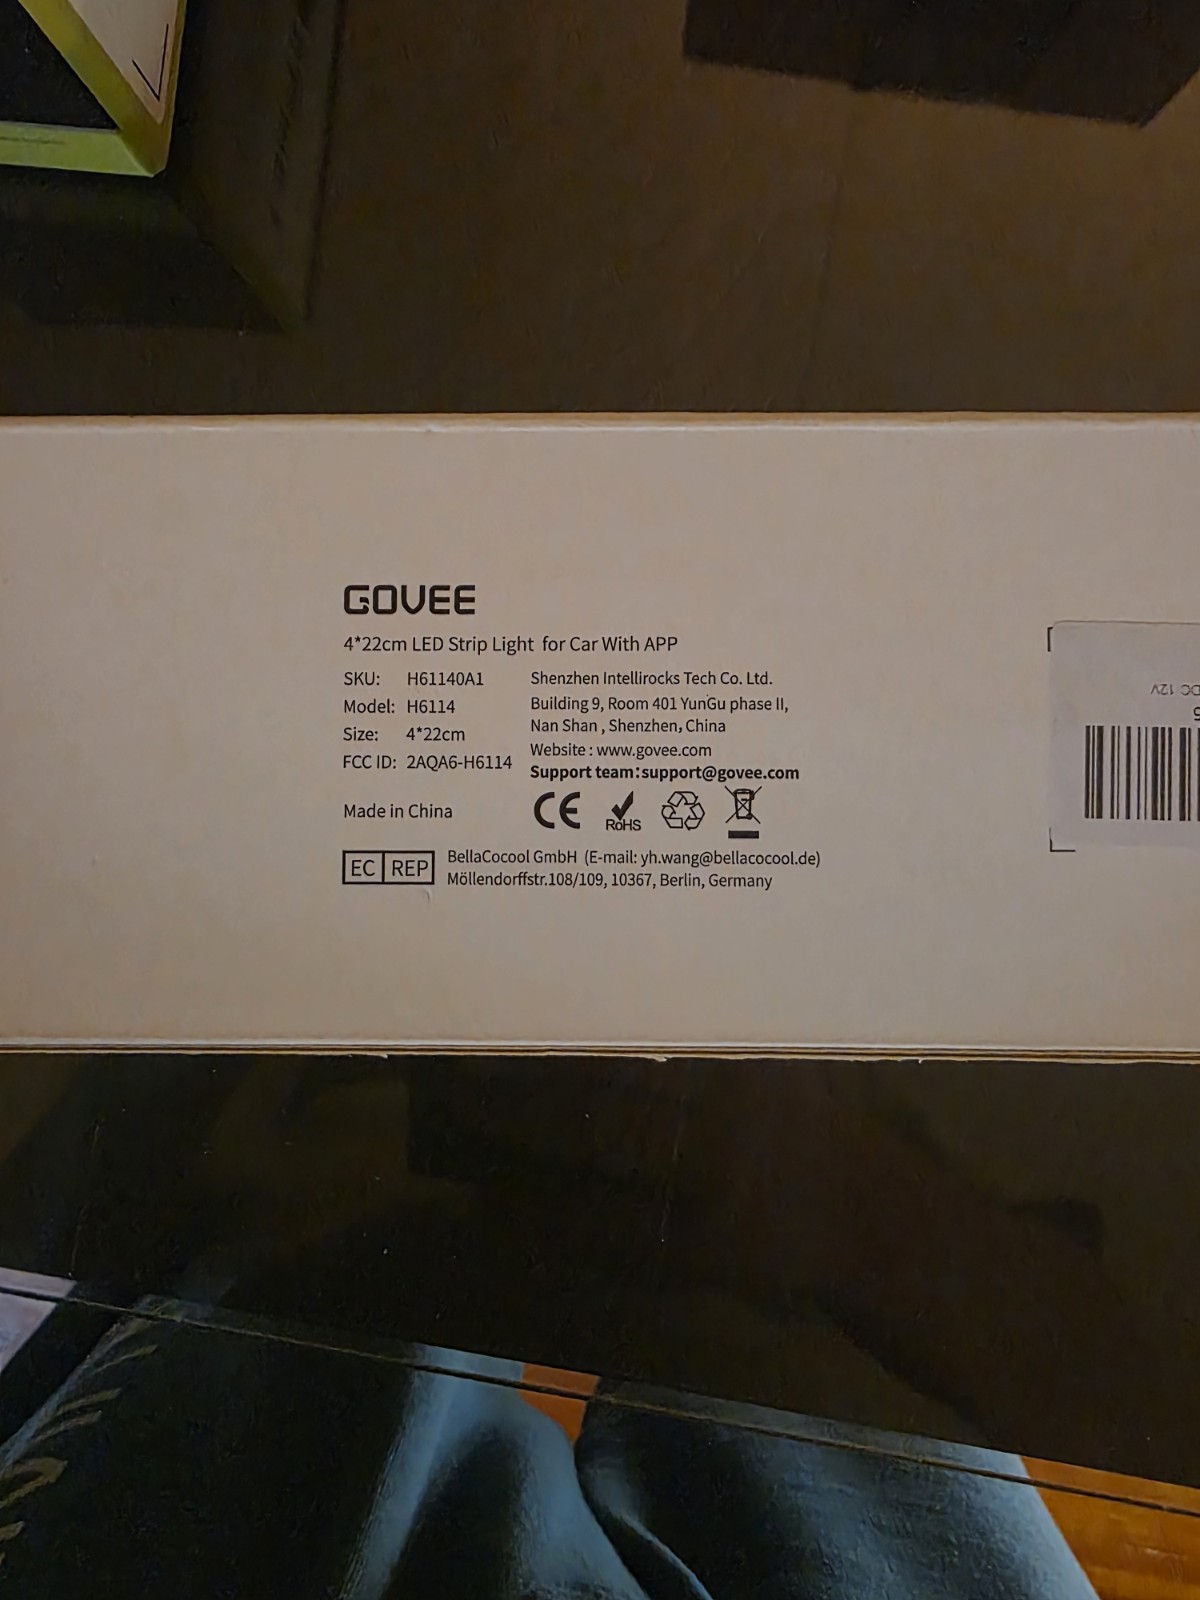 GOVEE
4*22cm LED Strip Light for Car With APP
SKU: H61140A1
Model: H6114
Size: 4*22cm
FCC ID: 2AQA6-H6114
Made in China
Shenzhen Intellirocks Tech Co. Ltd.
Building 9, Room 401 YunGu phase II,
Nan Shan , Shenzhen, China
Website : www.govee.com
Support team:support@govee.com
CE
RoHS
EC REP
BellaCocool GmbH (E-mail: yh.wang@bellacocool.de)
Möllendorffstr.108/109, 10367, Berlin, Germany
DC 12V